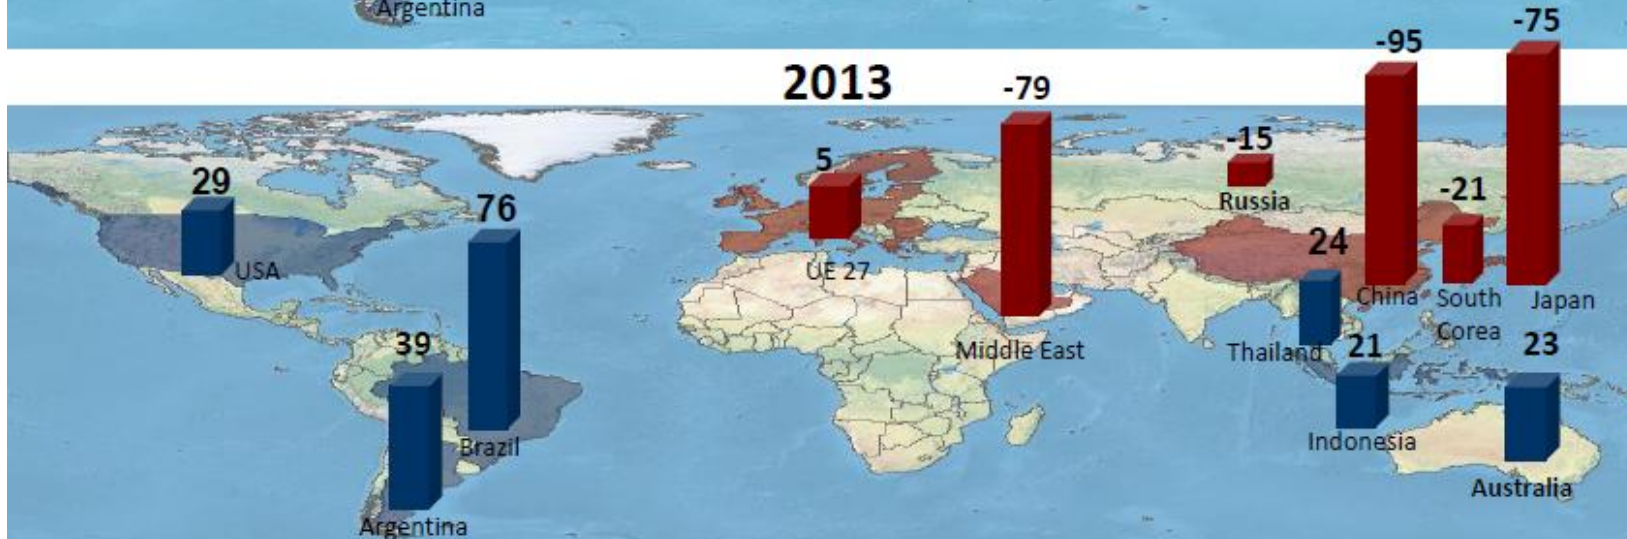 Argentina
2013
-75
-95
-79
-15
Russia
-21
5
29
76
24
USA
UE 27
China
South
Corea
Japan
Middle East
Thailand
21
23
39
Brazil
Indonesia
Australia
Argentina